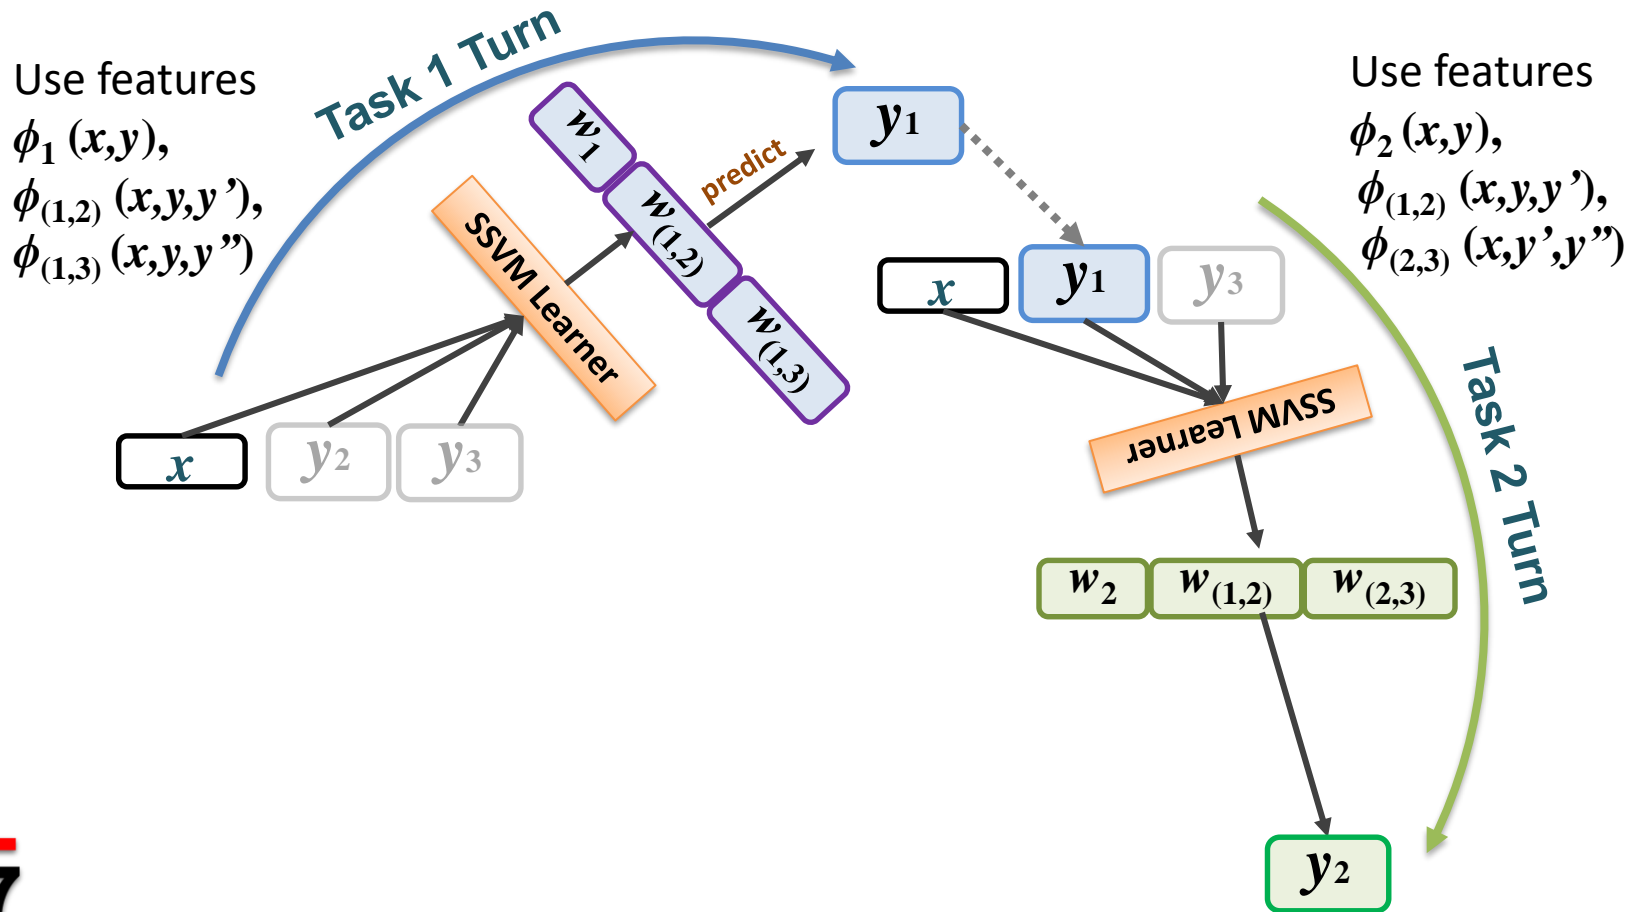 Use features
ϕ1 (x,y),
ϕ(1,2) (x,y,y’),
ϕ(1,3) (x,y,y”)
Task 1 Turn
x
y2
y3
SSVM Learner
w1
w(1,2)
w(1,3)
predict
y1
Use features
ϕ2 (x,y),
ϕ(1,2) (x,y,y’),
ϕ(2,3) (x,y’,y”)
Task 2 Turn
x
y1
y3
SSVM Learner
w2
w(1,2)
w(2,3)
y2
7